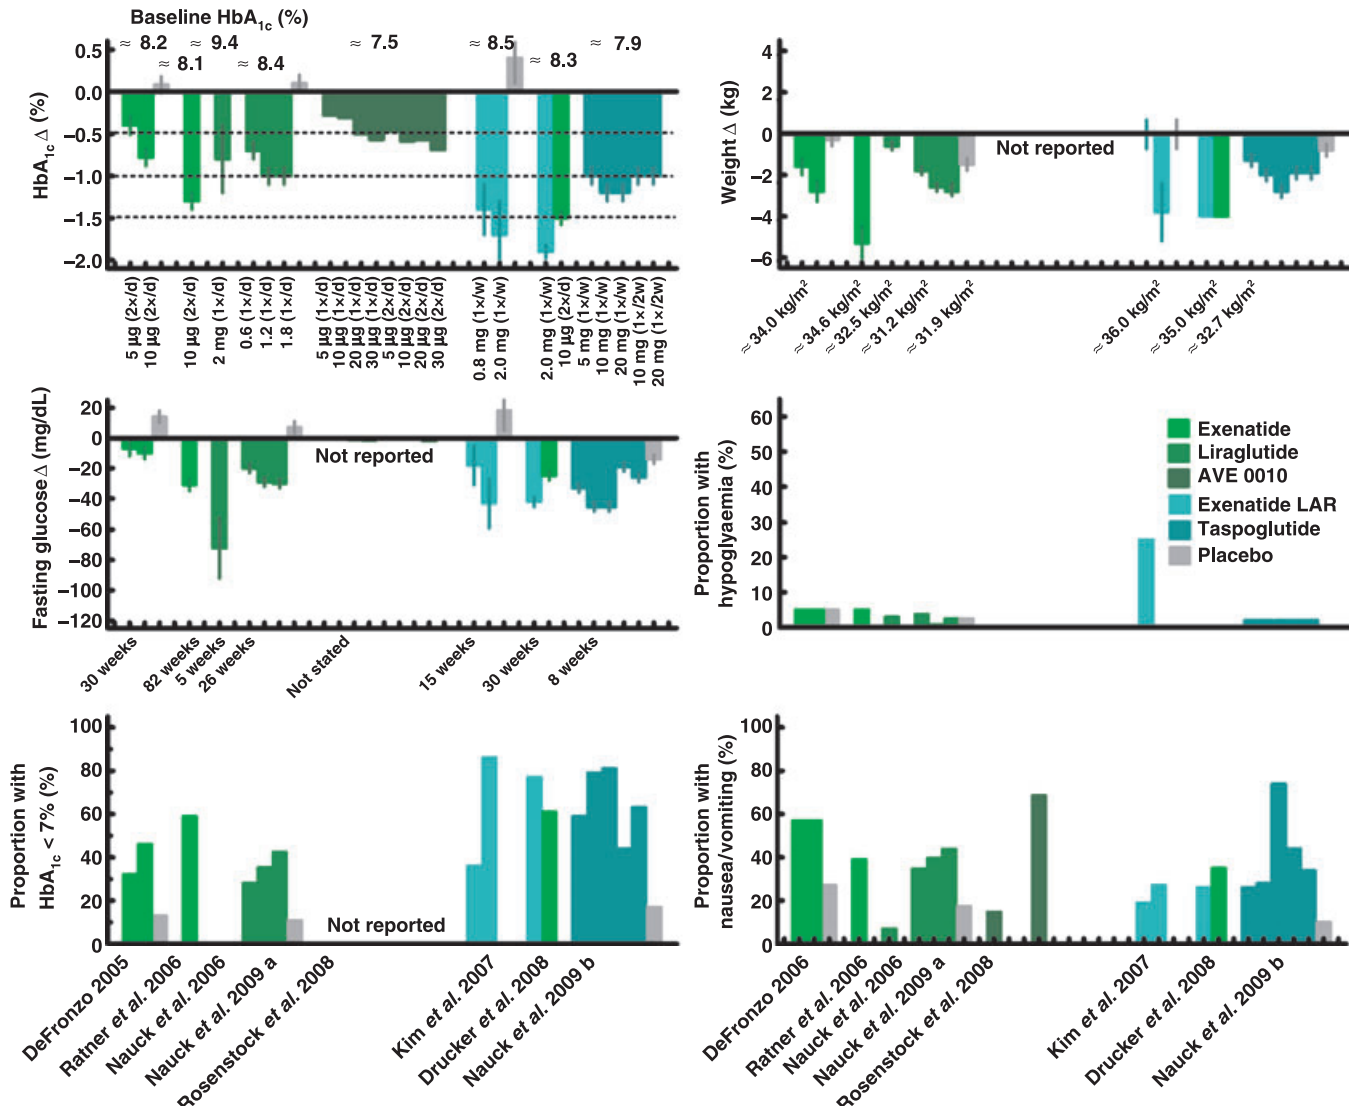 Baseline HbA1c (%)
≈ 8.2 ≈ 9.4 ≈ 7.5 ≈ 8.5 ≈ 7.9
≈ 8.1 ≈ 8.4 ≈ 8.3
HbA1c Δ (%)
0.5
0.0
−0.5
−1.0
−1.5
−2.0
5 µg (2×/d)
10 µg (2×/d)
10 µg (2×/d)
2 mg (1×/d)
0.6 (1×/d)
1.2 (1×/d)
1.8 (1×/d)
5 µg (1×/d)
10 µg (1×/d)
20 µg (1×/d)
30 µg (1×/d)
5 µg (2×/d)
10 µg (2×/d)
20 µg (2×/d)
30 µg (2×/d)
0.8 mg (1×/w)
2.0 mg (1×/w)
2.0 mg (1×/w)
10 µg (2×/d)
5 mg (1×/w)
10 mg (1×/w)
20 mg (1×/w)
10 mg (1×/2w)
20 mg (1×/2w)
Weight Δ (kg)
4
2
0
−2
−4
−6
Not reported
≈ 34.0 kg/m²
≈ 34.6 kg/m²
≈ 32.5 kg/m²
≈ 31.2 kg/m²
≈ 31.9 kg/m²
≈ 36.0 kg/m²
≈ 35.0 kg/m²
≈ 32.7 kg/m²
Fasting glucose Δ (mg/dL)
20
0
−20
−40
−60
−80
−100
−120
Not reported
30 weeks
82 weeks
5 weeks
26 weeks
Not stated
15 weeks
30 weeks
8 weeks
Proportion with
hypoglyaemia (%)
60
50
40
30
20
10
0
Exenatide
Liraglutide
AVE 0010
Exenatide LAR
Taspoglutide
Placebo
Proportion with
HbA1c < 7% (%)
100
80
60
40
20
0
Not reported
DeFronzo 2005
Ratner et al. 2006
Nauck et al. 2006
Nauck et al. 2009 a
Rosenstock et al. 2008
Kim et al. 2007
Drucker et al. 2008
Nauck et al. 2009 b
Proportion with
nausea/vomiting (%)
100
80
60
40
20
0
DeFronzo 2006
Ratner et al. 2006
Nauck et al. 2006
Nauck et al. 2009 a
Rosenstock et al. 2008
Kim et al. 2007
Drucker et al. 2008
Nauck et al. 2009 b